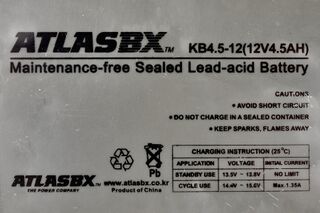 ATLASBX™ KB4.5-12(12V4.5AH)
Maintenance-free Sealed Lead-acid Battery
CAUTIONS
• AVOID SHORT CIRCUIT
• DO NOT CHARGE IN A SEALED CONTAINER
• KEEP SPARKS, FLAMES AWAY
CHARGING INSTRUCTION (25°C)
APPLICATION VOLTAGE INITIAL CURRENT
STANDBY USE 13.5V - 13.8V NO LIMIT
CYCLE USE 14.4V - 15.0V Max.1.35A
Pb
ATLASBX™ www.atlasbx.co.kr
THE POWER COMPANY Product of China